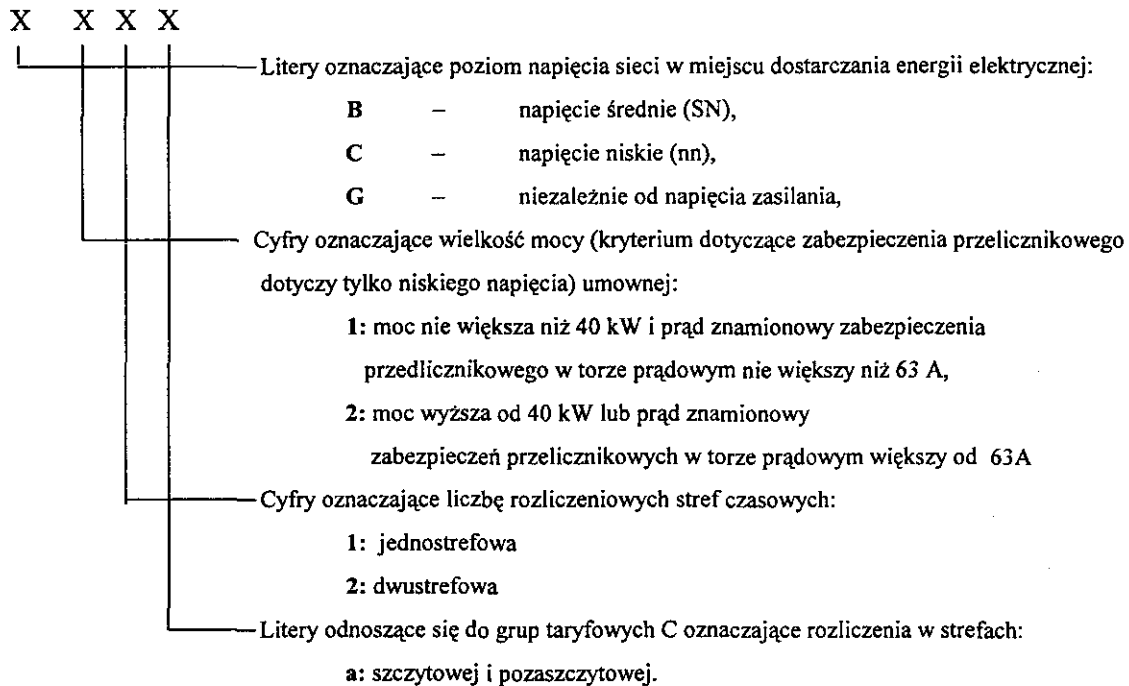 X X X X
Litery oznaczające poziom napięcia sieci w miejscu dostarczania energii elektrycznej:
B – napięcie średnie (SN),
C – napięcie niskie (nn),
G – niezależnie od napięcia zasilania,
Cyfry oznaczające wielkość mocy (kryterium dotyczące zabezpieczenia przelicznikowego
dotyczy tylko niskiego napięcia) umownej:
1: moc nie większa niż 40 kW i prąd znamionowy zabezpieczenia
przedlicznikowego w torze prądowym nie większy niż 63 A,
2: moc wyższa od 40 kW lub prąd znamionowy
zabezpieczeń przelicznikowych w torze prądowym większy od 63A
Cyfry oznaczające liczbę rozliczeniowych stref czasowych:
1: jednostrefowa
2: dwustrefowa
Litery odnoszące się do grup taryfowych C oznaczające rozliczenia w strefach:
a: szczytowej i pozaszczytowej.